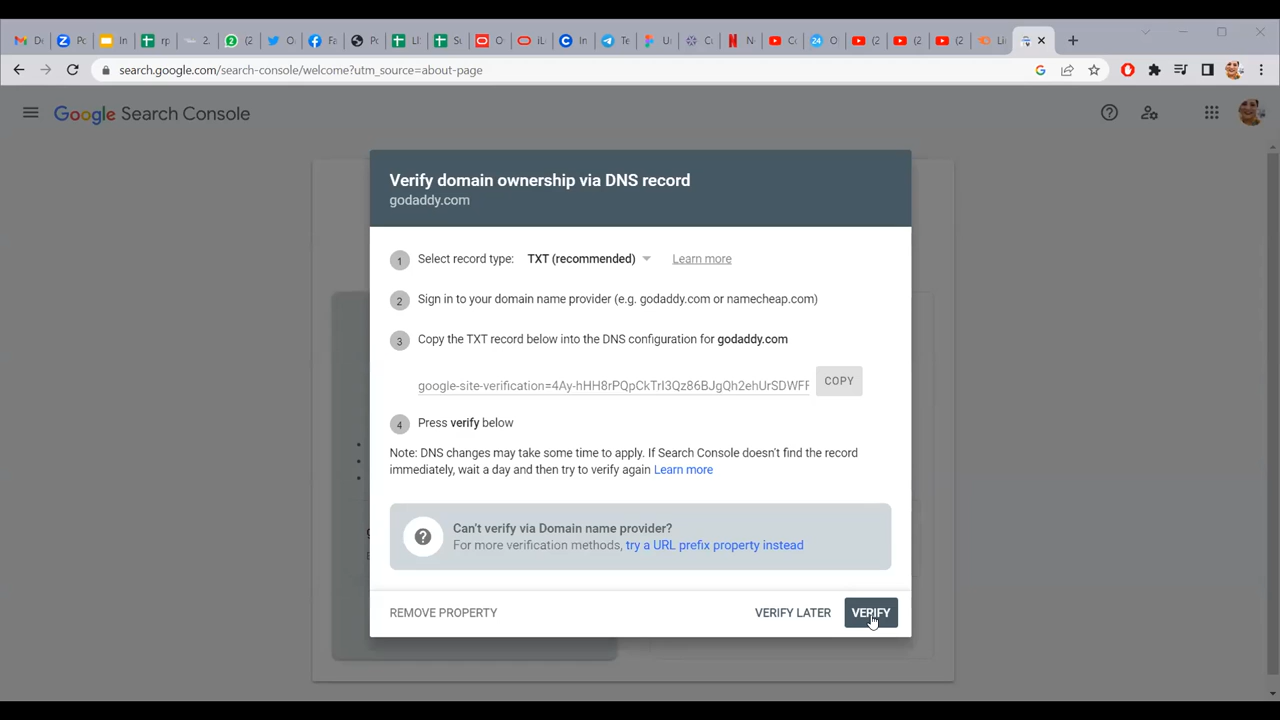 search.google.com/search-console/welcome?utm_source=about-page
Google Search Console
Verify domain ownership via DNS record
godaddy.com
1 Select record type: TXT (recommended) Learn more
2 Sign in to your domain name provider (e.g. godaddy.com or namecheap.com)
3 Copy the TXT record below into the DNS configuration for godaddy.com
COPY
4 Press verify below
Note: DNS changes may take some time to apply. If Search Console doesn't find the record
immediately, wait a day and then try to verify again Learn more
Can't verify via Domain name provider?
For more verification methods, try a URL prefix property instead
REMOVE PROPERTY VERIFY LATER VERIFY